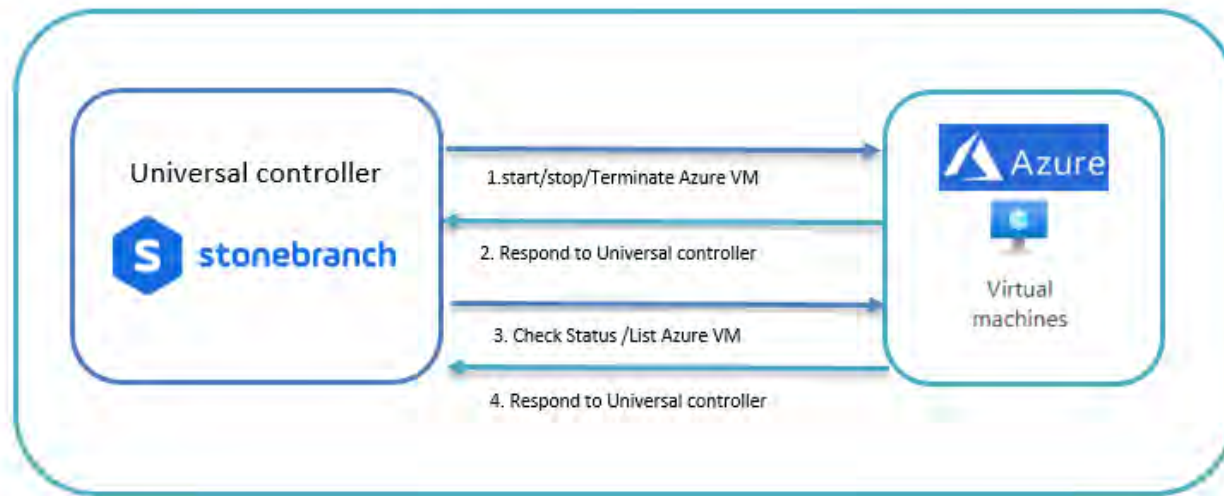 Universal controller
S stonebranch
1.start/stop/Terminate Azure VM
2. Respond to Universal controller
3. Check Status /List Azure VM
4. Respond to Universal controller
Azure
Virtual
machines